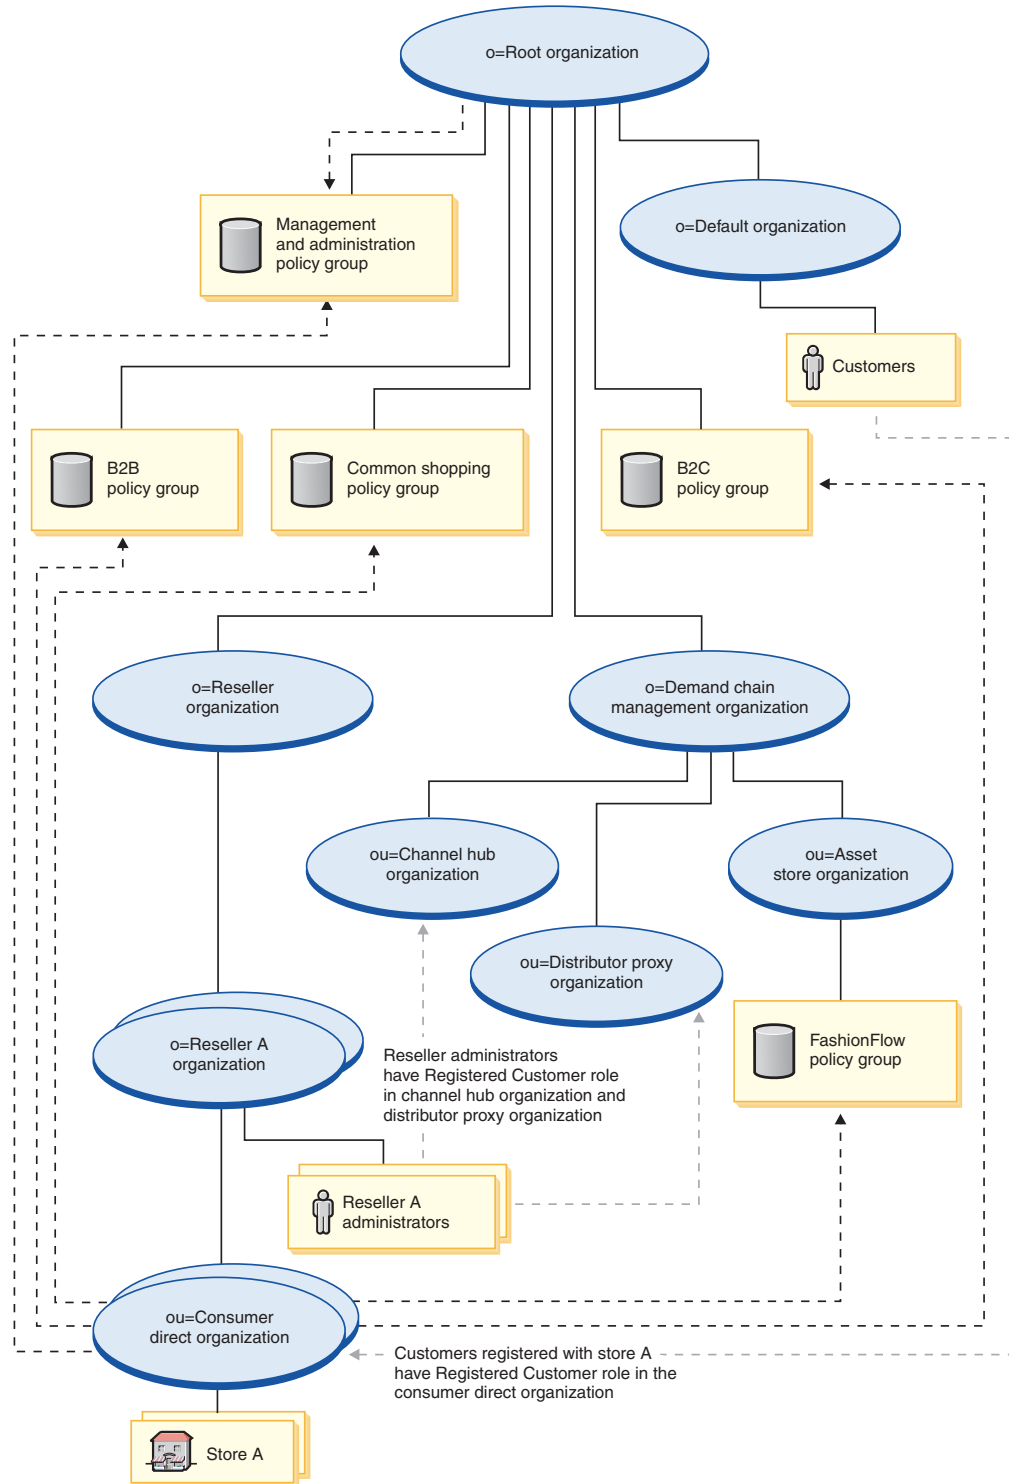 o=Root organization
Management
and administration
policy group
o=Default organization
Customers
B2B
policy group
Common shopping
policy group
B2C
policy group
o=Reseller
organization
o=Demand chain
management organization
ou=Channel hub
organization
ou=Asset
store organization
ou=Distributor proxy
organization
o=Reseller A
organization
FashionFlow
policy group
Reseller administrators
have Registered Customer role
in channel hub organization and
distributor proxy organization
Reseller A
administrators
ou=Consumer
direct organization
Customers registered with store A
have Registered Customer role in the
consumer direct organization
Store A